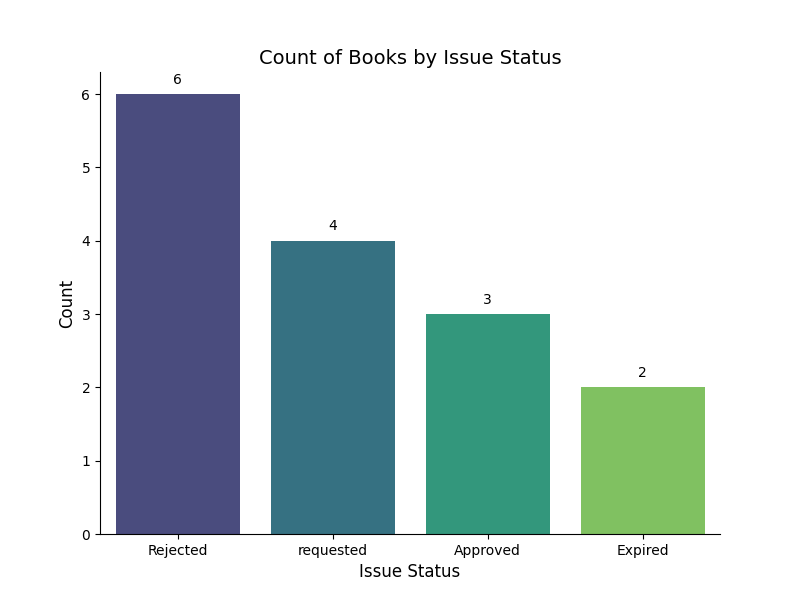 Count of Books by Issue Status
6
4
3
2
Count
6
5
4
3
2
1
0
Rejected requested Approved Expired
Issue Status